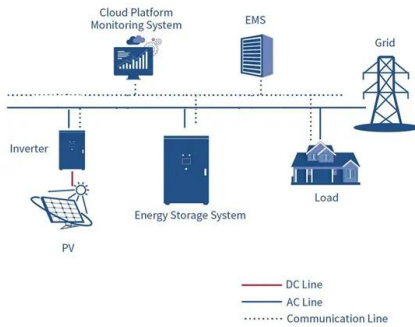 Cloud Platform
Monitoring System
EMS
Grid
Inverter
Energy Storage System
Load
PV
DC Line
AC Line
Communication Line